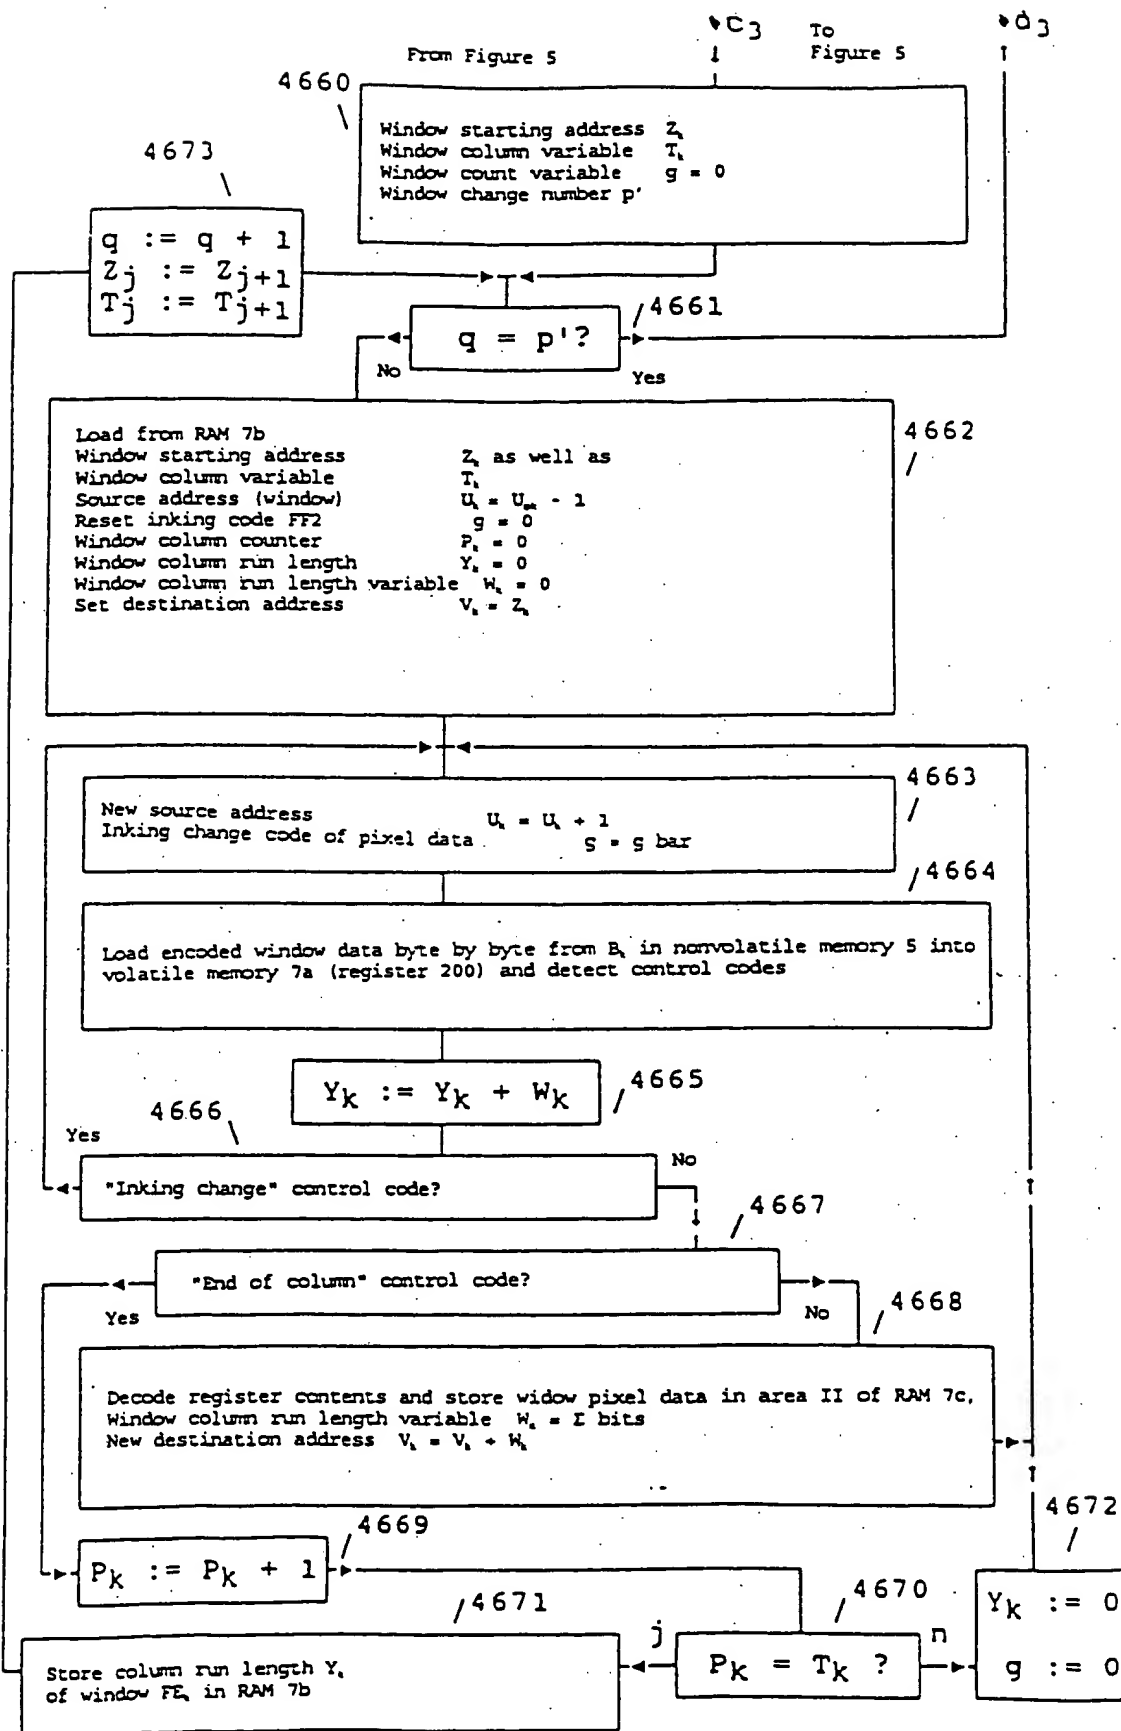 C3
To
d3
From Figure 5
Figure 5
4660
Window starting address Zk
Window column variable Tk
Window count variable g = 0
Window change number p'
4673
q := q + 1
Zj := Zj+1
Tj := Tj+1
4661
q = p'?
No
Yes
4662
Load from RAM 7b
Window starting address Zk as well as
Window column variable Tk
Source address (window) Uk = Uok - 1
Reset inking code FF2 g = 0
Window column counter Pk = 0
Window column run length Yk = 0
Window column run length variable Wk = 0
Set destination address Vk = Zk
4663
New source address Uk = Uk + 1
Inking change code of pixel data g = g bar
4664
Load encoded window data byte by byte from Bk in nonvolatile memory 5 into
volatile memory 7a (register 200) and detect control codes
Yk := Yk + Wk
4665
4666
Yes
"Inking change" control code?
No
4667
"End of column" control code?
Yes
No
4668
Decode register contents and store widow pixel data in area II of RAM 7c,
Window column run length variable Wk = Σ bits
New destination address Vk = Vk + Wk
4669
Pk := Pk + 1
4672
Yk := 0
g := 0
4671
4670
j
Pk = Tk ?
n
Store column run length Yk
of window FEk in RAM 7b